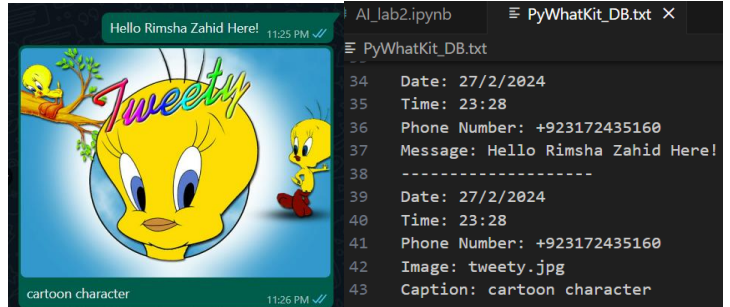 Hello Rimsha Zahid Here! 11:25 PM
Tweety
cartoon character 11:26 PM
AI_lab2.ipynb PyWhatKit_DB.txt
PyWhatKit_DB.txt
34 Date: 27/2/2024
35 Time: 23:28
36 Phone Number: +923172435160
37 Message: Hello Rimsha Zahid Here!
38 --------------------
39 Date: 27/2/2024
40 Time: 23:28
41 Phone Number: +923172435160
42 Image: tweety.jpg
43 Caption: cartoon character